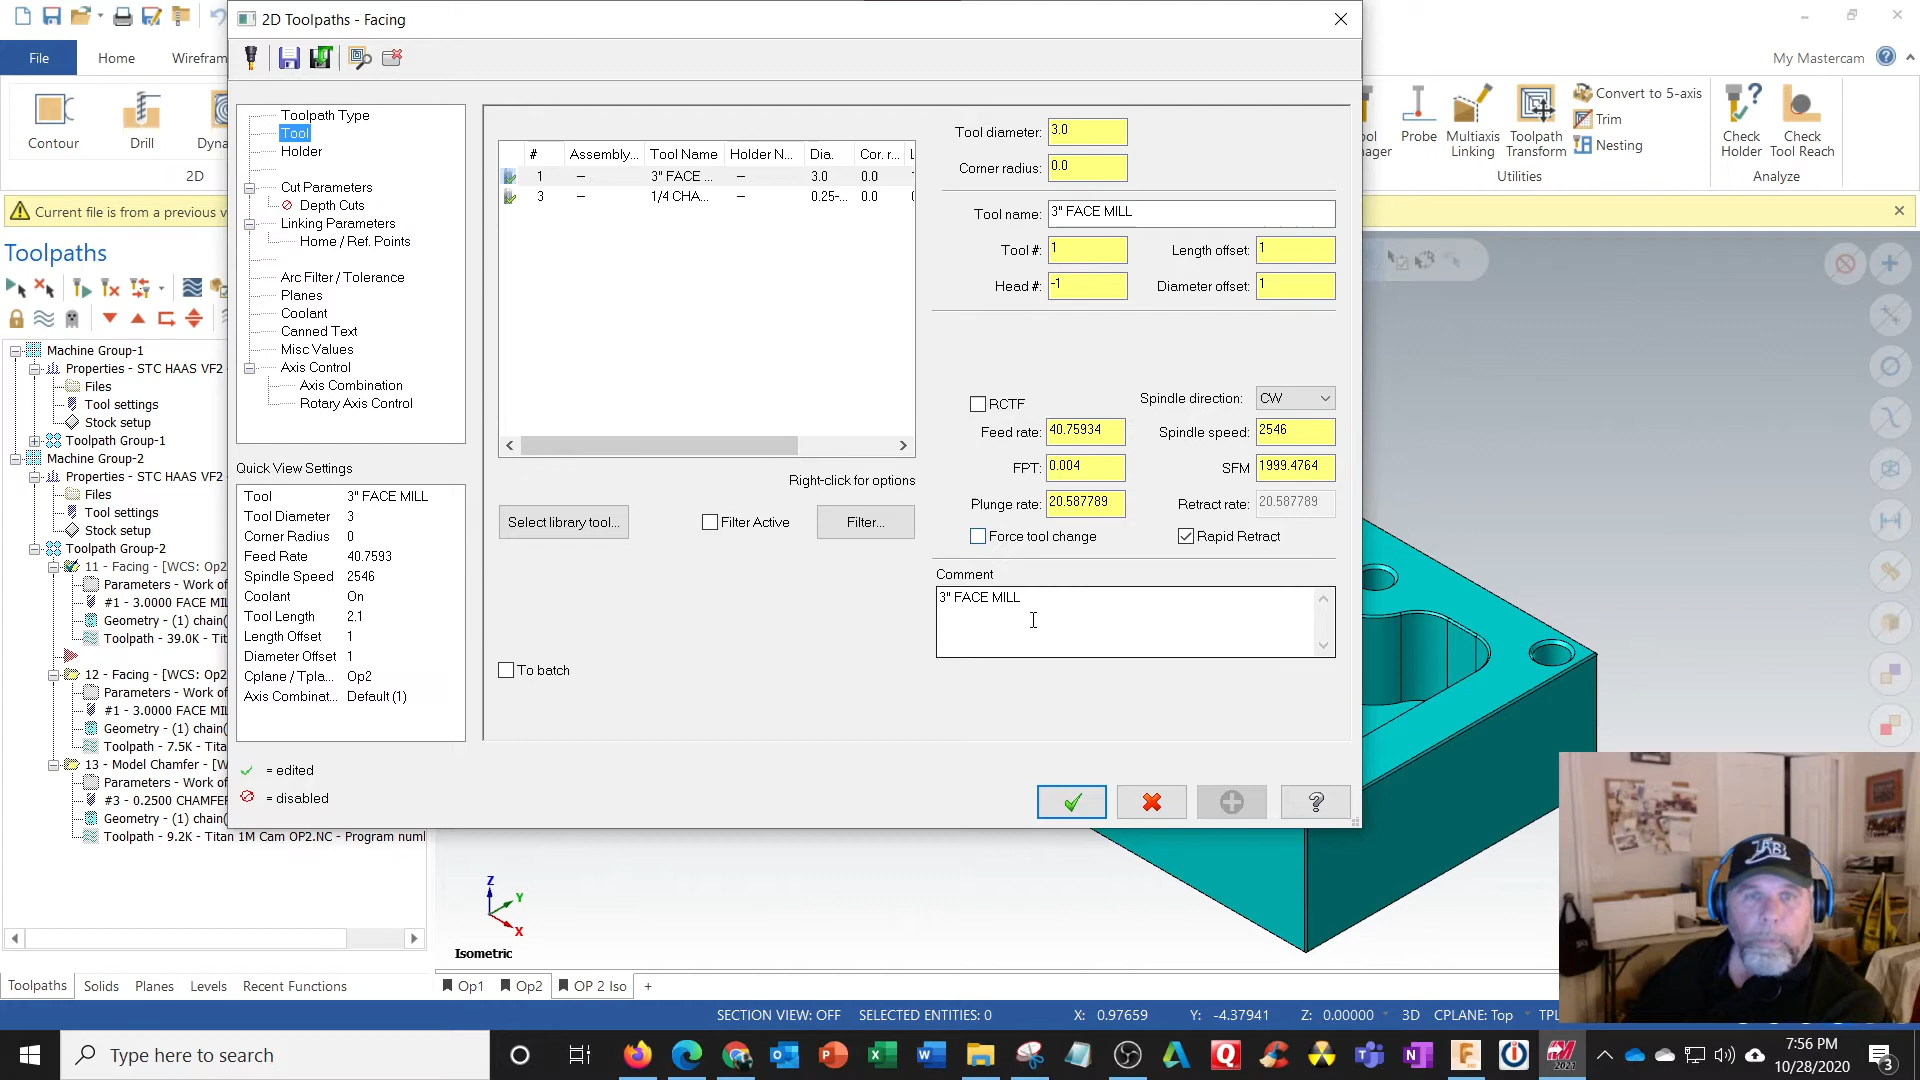 2D Toolpaths - Facing
File
Home
Wirefram
My Mastercam
Contour
Drill
Dyna
2D
Probe
Multiaxis
Linking
Toolpath
Transform
Convert to 5-axis
Trim
Nesting
Utilities
Check
Holder
Check
Tool Reach
Analyze
Current file is from a previous v
Toolpaths
Machine Group-1
Properties - STC HAAS VF2
Files
Tool settings
Stock setup
Toolpath Group-1
Machine Group-2
Properties - STC HAAS VF2
Files
Tool settings
Stock setup
Toolpath Group-2
11 - Facing - [WCS: Op2
Parameters - Work of
#1 - 3.0000 FACE MIL
Geometry - (1) chain(
Toolpath - 39.0K - Tita
12 - Facing - [WCS: Op2
Parameters - Work of
#1 - 3.0000 FACE MIL
Geometry - (1) chain(
Toolpath - 7.5K - Titar
13 - Model Chamfer - [W
Parameters - Work of
#3 - 0.2500 CHAMFER
Geometry - (1) chain(
Toolpath - 9.2K - Titan 1M Cam OP2.NC - Program numl
Toolpaths
Solids
Planes
Levels
Recent Functions
Toolpath Type
Tool
Holder
Cut Parameters
Depth Cuts
Linking Parameters
Home / Ref. Points
Arc Filter / Tolerance
Planes
Coolant
Canned Text
Misc Values
Axis Control
Axis Combination
Rotary Axis Control
Quick View Settings
Tool 3" FACE MILL
Tool Diameter 3
Corner Radius 0
Feed Rate 40.7593
Spindle Speed 2546
Coolant On
Tool Length 2.1
Length Offset 1
Diameter Offset 1
Cplane / Tpla... Op2
Axis Combinat... Default (1)
= edited
= disabled
# Assembly... Tool Name Holder N... Dia. Cor. r... L
1 -- 3" FACE ... -- 3.0 0.0
3 -- 1/4 CHA... -- 0.25-... 0.0
Right-click for options
Select library tool...
Filter Active
Filter...
To batch
Tool diameter: 3.0
Corner radius: 0.0
Tool name: 3" FACE MILL
Tool #: 1 Length offset: 1
Head #: -1 Diameter offset: 1
RCTF
Spindle direction: CW
Feed rate: 40.75934 Spindle speed: 2546
FPT: 0.004 SFM 1999.4764
Plunge rate: 20.587789 Retract rate: 20.587789
Force tool change
Rapid Retract
Comment
3" FACE MILL
?
Z
Y
X
Isometric
Op1
Op2
OP 2 Iso
+
SECTION VIEW: OFF SELECTED ENTITIES: 0 X: 0.97659 Y: -4.37941 Z: 0.00000 3D CPLANE: Top TPL
Type here to search
2021
7:56 PM
10/28/2020
3